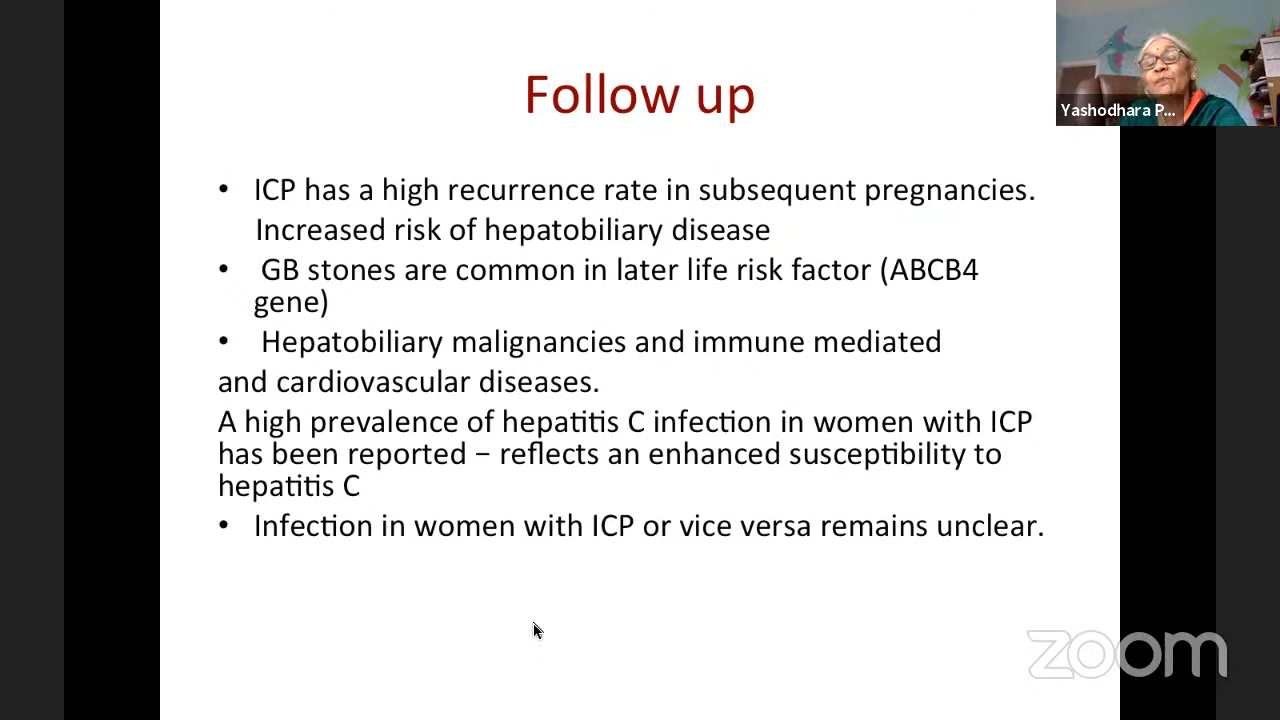 Follow up
Yashodhara P...
• ICP has a high recurrence rate in subsequent pregnancies.
Increased risk of hepatobiliary disease
• GB stones are common in later life risk factor (ABCB4
gene)
• Hepatobiliary malignancies and immune mediated
and cardiovascular diseases.
A high prevalence of hepatitis C infection in women with ICP
has been reported − reflects an enhanced susceptibility to
hepatitis C
• Infection in women with ICP or vice versa remains unclear.
zoom